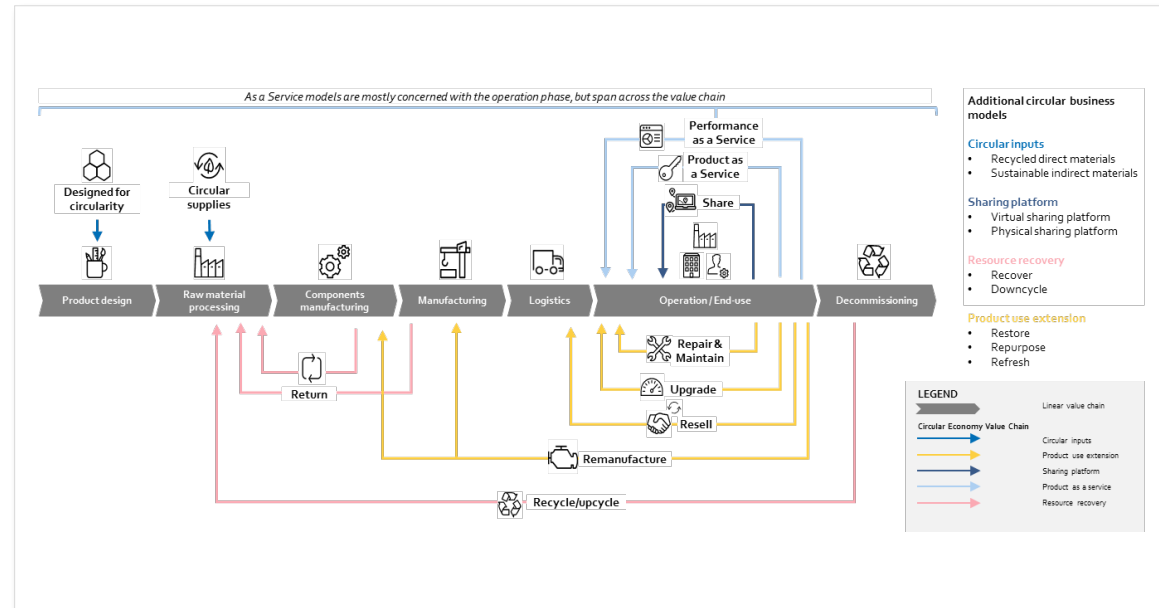 As a Service models are mostly concerned with the operation phase, but span across the value chain
Performance
as a Service
Product as
a Service
Share
Designed for
circularity
Circular
supplies
Product design
Raw material
processing
Components
manufacturing
Manufacturing
Logistics
Operation / End-use
Decommissioning
Repair &
Maintain
Return
Upgrade
Resell
Remanufacture
Recycle/upcycle
Additional circular business
models
Circular inputs
• Recycled direct materials
• Sustainable indirect materials
Sharing platform
• Virtual sharing platform
• Physical sharing platform
Resource recovery
• Recover
• Downcycle
Product use extension
• Restore
• Repurpose
• Refresh
LEGEND
Linear value chain
Circular Economy Value Chain
Circular inputs
Product use extension
Sharing platform
Product as a service
Resource recovery